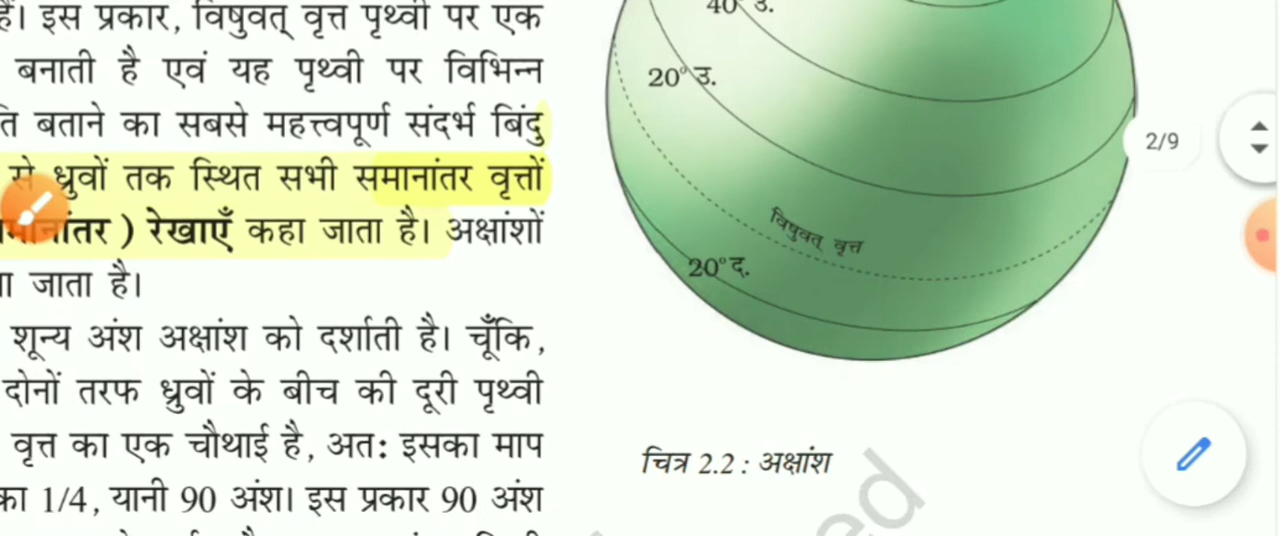 हैं। इस प्रकार, विषुवत् वृत्त पृथ्वी पर एक
बनाती है एवं यह पृथ्वी पर विभिन्न
ति बताने का सबसे महत्त्वपूर्ण संदर्भ बिंदु
से ध्रुवों तक स्थित सभी समानांतर वृत्तों
मानांतर ) रेखाएँ कहा जाता है। अक्षांशों
ा जाता है।
शून्य अंश अक्षांश को दर्शाती है। चूँकि,
दोनों तरफ ध्रुवों के बीच की दूरी पृथ्वी
वृत्त का एक चौथाई है, अत: इसका माप
का 1/4, यानी 90 अंश। इस प्रकार 90 अंश
40° उ.
20° उ.
विषुवत् वृत्त
20° द.
चित्र 2.2 : अक्षांश
2/9
ed